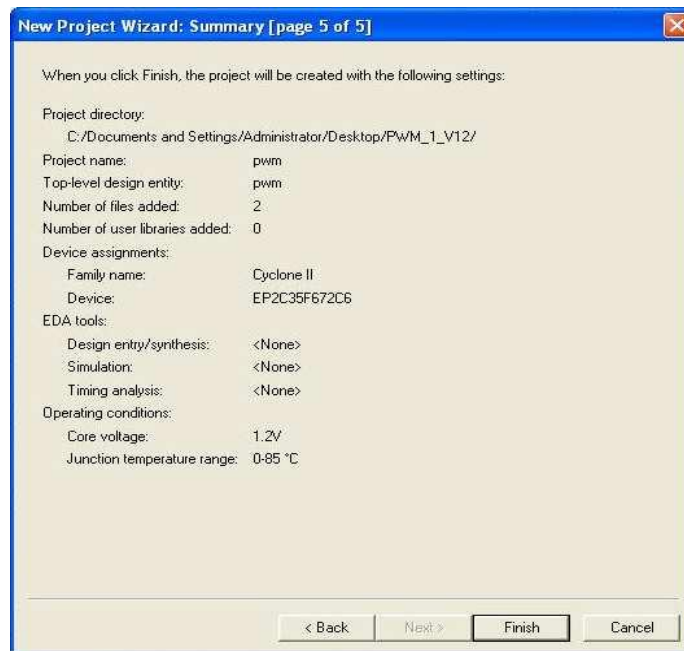 New Project Wizard: Summary [page 5 of 5]
When you click Finish, the project will be created with the following settings:
Project directory:
C:/Documents and Settings/Administrator/Desktop/PWM_1_V12/
Project name: pwm
Top-level design entity: pwm
Number of files added: 2
Number of user libraries added: 0
Device assignments:
Family name: Cyclone II
Device: EP2C35F672C6
EDA tools:
Design entry/synthesis: <None>
Simulation: <None>
Timing analysis: <None>
Operating conditions:
Core voltage: 1.2V
Junction temperature range: 0-85 °C
< Back Next > Finish Cancel